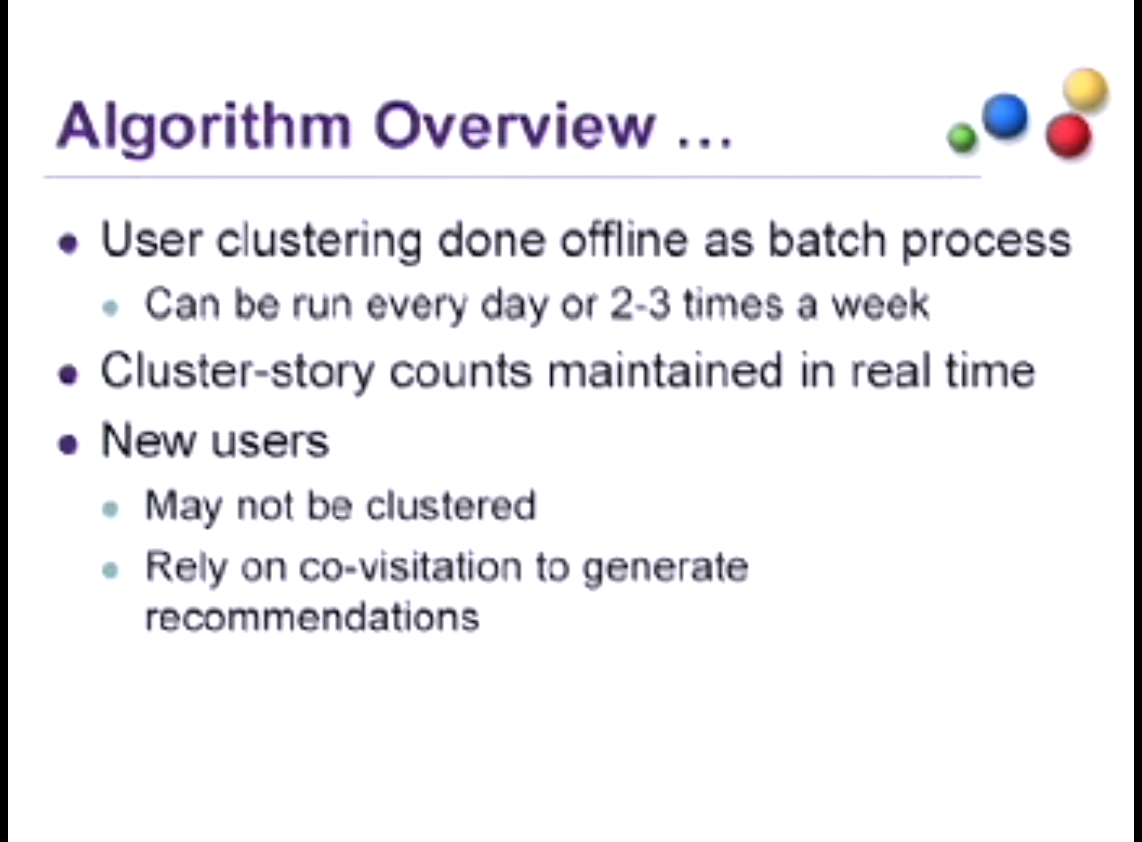 Algorithm Overview ...
User clustering done offline as batch process
Can be run every day or 2-3 times a week
Cluster-story counts maintained in real time
New users
May not be clustered
Rely on co-visitation to generate
recommendations